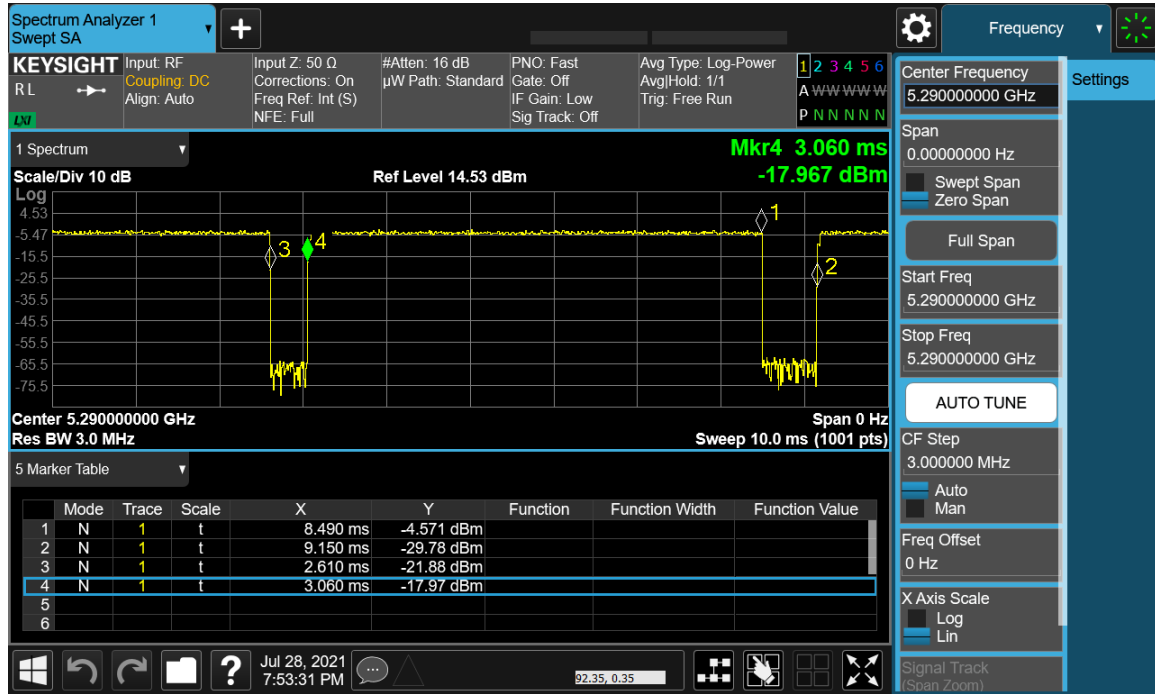 Spectrum Analyzer 1
Swept SA
Frequency
KEYSIGHT
R L
LXI
Input: RF
Coupling: DC
Align: Auto
Input Z: 50 Ω
Corrections: On
Freq Ref: Int (S)
NFE: Full
#Atten: 16 dB
µW Path: Standard
PNO: Fast
Gate: Off
IF Gain: Low
Sig Track: Off
Avg Type: Log-Power
Avg|Hold: 1/1
Trig: Free Run
1 2 3 4 5 6
A W W W W W
P N N N N N
1 Spectrum
Mkr4 3.060 ms
-17.967 dBm
Scale/Div 10 dB
Ref Level 14.53 dBm
Log
4.53
-5.47
-15.5
-25.5
-35.5
-45.5
-55.5
-65.5
-75.5
3
4
1
2
Center 5.290000000 GHz
Span 0 Hz
Res BW 3.0 MHz
Sweep 10.0 ms (1001 pts)
5 Marker Table
Mode Trace Scale X Y Function Function Width Function Value
1 N 1 t 8.490 ms -4.571 dBm
2 N 1 t 9.150 ms -29.78 dBm
3 N 1 t 2.610 ms -21.88 dBm
4 N 1 t 3.060 ms -17.97 dBm
5
6
Center Frequency
5.290000000 GHz
Settings
Span
0.00000000 Hz
Swept Span
Zero Span
Full Span
Start Freq
5.290000000 GHz
Stop Freq
5.290000000 GHz
AUTO TUNE
CF Step
3.000000 MHz
Auto
Man
Freq Offset
0 Hz
X Axis Scale
Log
Lin
Signal Track
(Span Zoom)
?
Jul 28, 2021
7:53:31 PM
92.35, 0.35